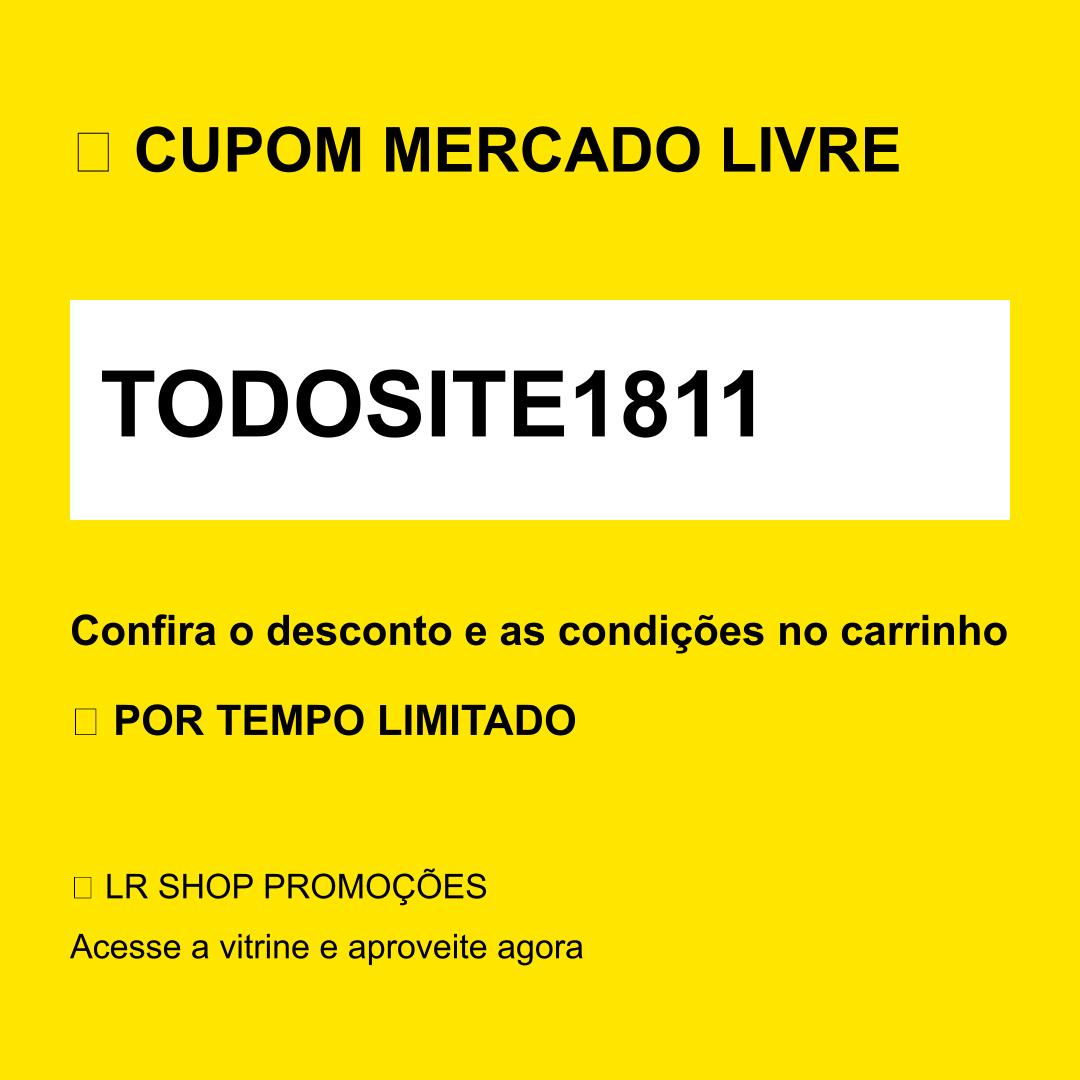 CUPOM MERCADO LIVRE
TODOSITE1811
Confira o desconto e as condições no carrinho
POR TEMPO LIMITADO
LR SHOP PROMOÇÕES
Acesse a vitrine e aproveite agora